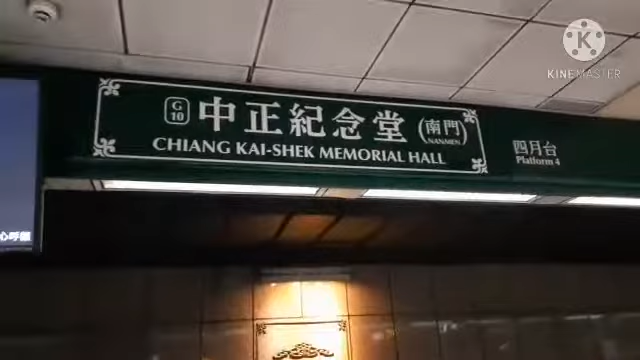 KINEMASTER
G
10
中正紀念堂(南門)
NANMEN
CHIANG KAI-SHEK MEMORIAL HALL
四月台
Platform 4